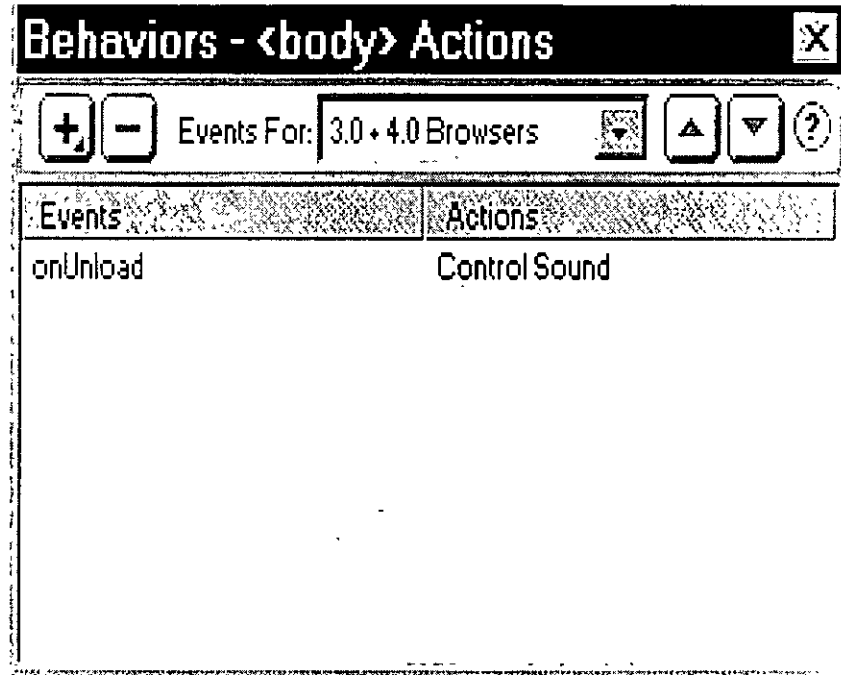 Behaviors - <body> Actions X
+ - Events For: 3.0 + 4.0 Browsers ?
Events Actions
onUnload Control Sound